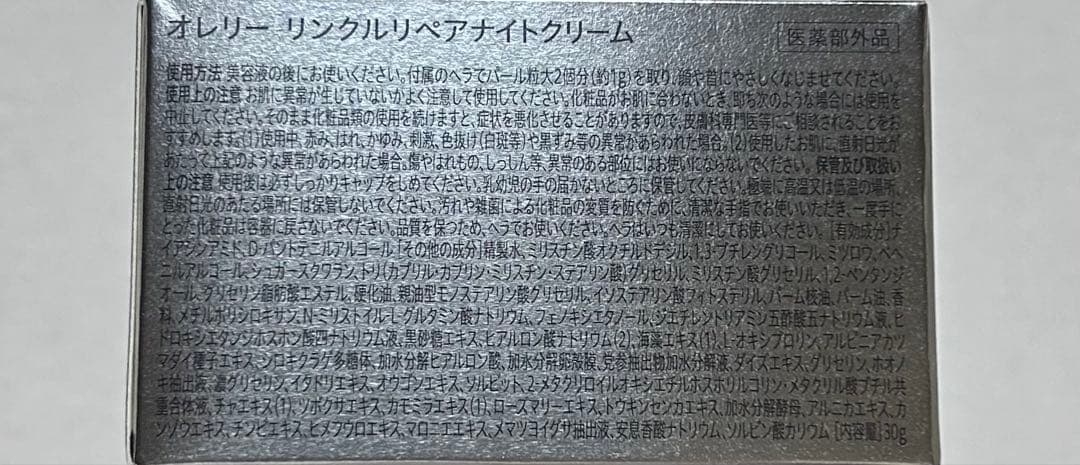 オレリー リンクルリペアナイトクリーム
医薬部外品
使用方法 美容液の後にお使いください。付属のヘラでパール粒大2個分(約1g)を取り、顔や首にやさしくなじませてください。
使用上の注意 お肌に異常が生じていないかよく注意して使用してください。化粧品がお肌に合わないとき、即ち次のような場合には使用を
中止してください。そのまま化粧品類の使用を続けますと、症状を悪化させることがありますので、皮膚科専門医等にご相談されることをお
すすめします。(1)使用中、赤み、はれ、かゆみ、刺激、色抜け(白斑等)や黒ずみ等の異常があらわれた場合。(2)使用したお肌に、直射日光が
あたって上記のような異常があらわれた場合。傷やはれもの、しっしん等、異常のある部位にはお使いにならないでください。保管及び取扱い
上の注意 使用後は必ずしっかりキャップをしめてください。乳幼児の手の届かないところに保管してください。極端に高温又は低温の場所、
直射日光のあたる場所には保管しないでください。汚れや雑菌による化粧品の変質を防ぐために、清潔な手指でお使いいただき、一度手に
とった化粧品は容器に戻さないでください。品質を保つため、ヘラでお使いください。ヘラはいつも清潔にしてお使いください。[有効成分]ナ
イアシンアミド、D-パントテニルアルコール[その他の成分]精製水、ミリスチン酸オクチルドデシル、1,3-ブチレングリコール、ミツロウ、ベヘ
ニルアルコール、シュガースクワラン、トリ(カプリル・カプリン・ミリスチン・ステアリン酸)グリセリル、ミリスチン酸グリセリル、1,2-ペンタンジ
オール、グリセリン脂肪酸エステル、硬化油、親油型モノステアリン酸グリセリル、イソステアリン酸フィトステリル、パーム核油、パーム油、香
料、メチルポリシロキサン、N-ミリストイル-L-グルタミン酸ナトリウム、フェノキシエタノール、ジエチレントリアミン五酢酸五ナトリウム液、ヒ
ドロキシエタンジホスホン酸四ナトリウム液、黒砂糖エキス、ヒアルロン酸ナトリウム(2)、海藻エキス(1)、L-オキシプロリン、アルピニアカツ
マダイ種子エキス、シロキクラゲ多糖体、加水分解ヒアルロン酸、加水分解卵殻膜、党参抽出物加水分解液、ダイズエキス、グリセリン、ホオノ
キ抽出液、濃グリセリン、イタドリエキス、オウゴンエキス、ソルビット、2-メタクリロイルオキシエチルホスホリルコリン・メタクリル酸ブチル共
重合体液、チャエキス(1)、ツボクサエキス、カモミラエキス(1)、ローズマリーエキス、トウキンセンカエキス、加水分解酵母、アルニカエキス、カ
ンゾウエキス、チンピエキス、ヒメフウロエキス、マロニエエキス、メマツヨイグサ抽出液、安息香酸ナトリウム、ソルビン酸カリウム [内容量]30g